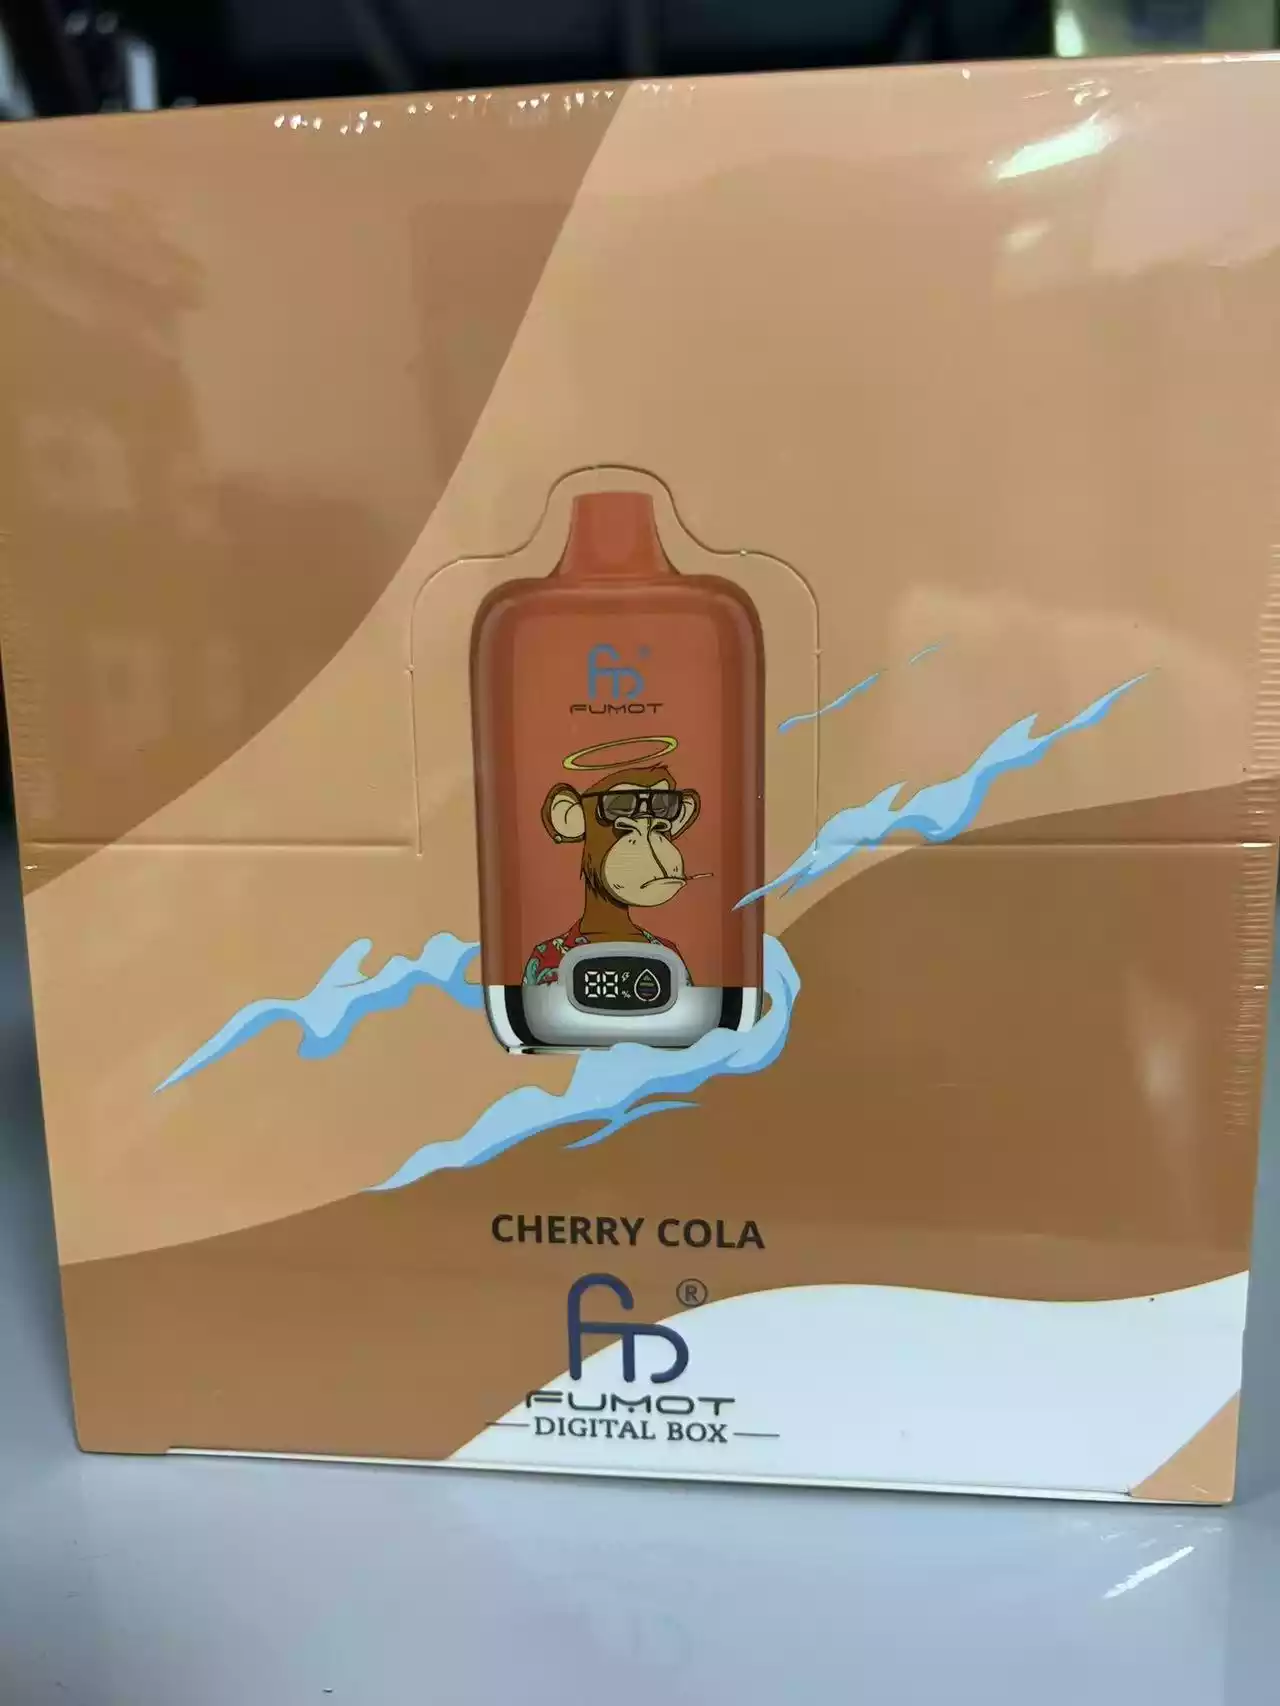 FUMOT
88%
CHERRY COLA
®
FUMOT
DIGITAL BOX